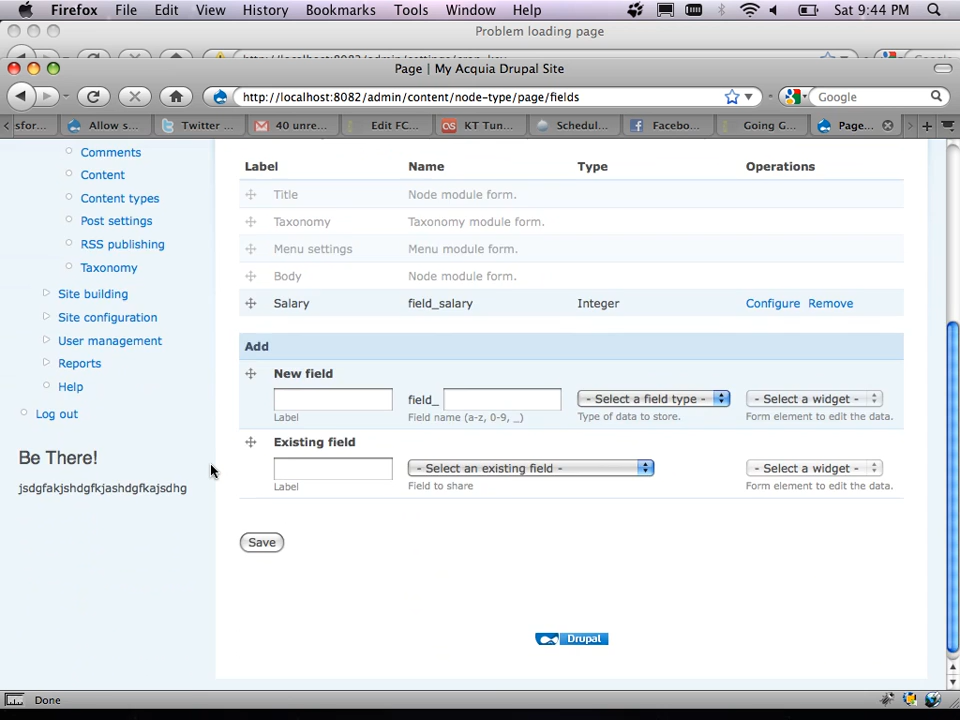 Firefox File Edit View History Bookmarks Tools Window Help Sat 9:44 PM
Problem loading page
Page | My Acquia Drupal Site
http://localhost:8082/admin/content/node-type/page/fields Google
sfor... Allow s... Twitter ... 40 unre... Edit FC... KT Tun... Schedul... Facebo... Going G... Page...
Comments
Content
Content types
Post settings
RSS publishing
Taxonomy
Site building
Site configuration
User management
Reports
Help
Log out
Be There!
jsdgfakjshdgfkjashdgfkajsdhg
Label Name Type Operations
Title Node module form.
Taxonomy Taxonomy module form.
Menu settings Menu module form.
Body Node module form.
Salary field_salary Integer Configure Remove
Add
New field
field_ - Select a field type - - Select a widget -
Label Field name (a-z, 0-9, _) Type of data to store. Form element to edit the data.
Existing field
- Select an existing field - - Select a widget -
Label Field to share Form element to edit the data.
Save
Drupal
Done